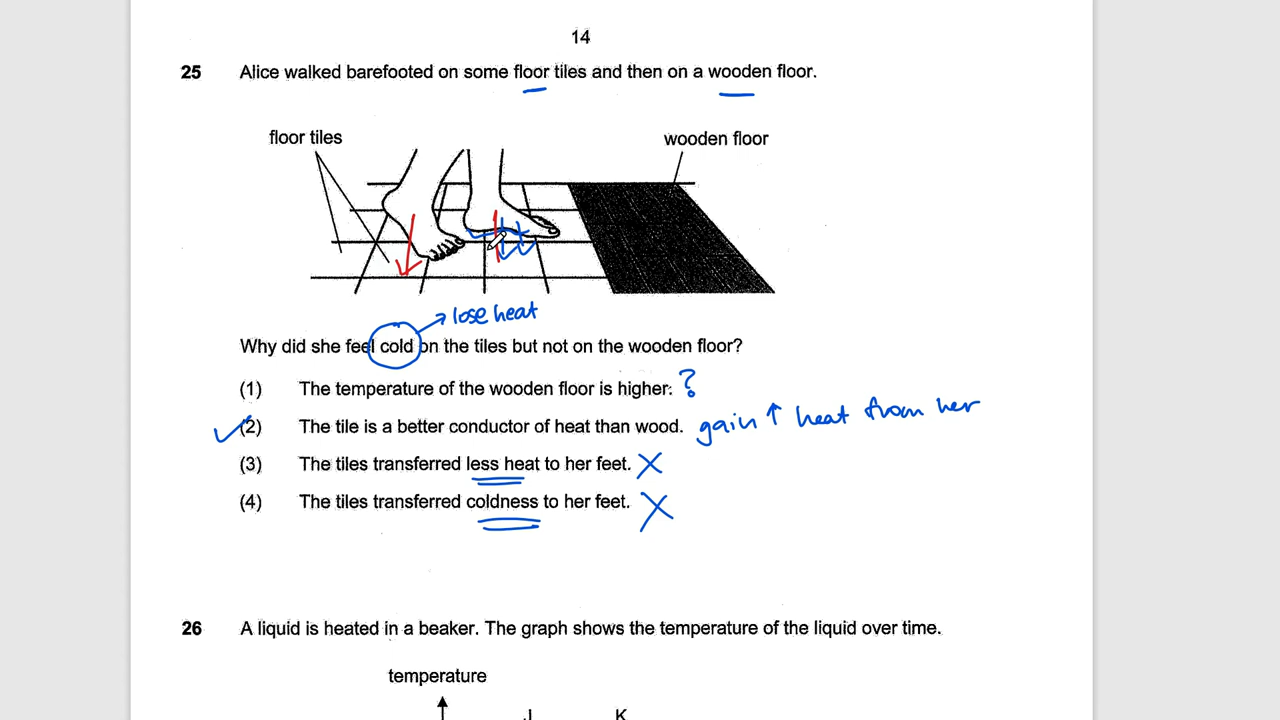 14
25 Alice walked barefooted on some floor tiles and then on a wooden floor.
floor tiles
wooden floor
lose heat
Why did she feel cold on the tiles but not on the wooden floor?
(1) The temperature of the wooden floor is higher. ?
(2) The tile is a better conductor of heat than wood. gain ↑ heat from her
(3) The tiles transferred less heat to her feet.
(4) The tiles transferred coldness to her feet.
26 A liquid is heated in a beaker. The graph shows the temperature of the liquid over time.
temperature
J K